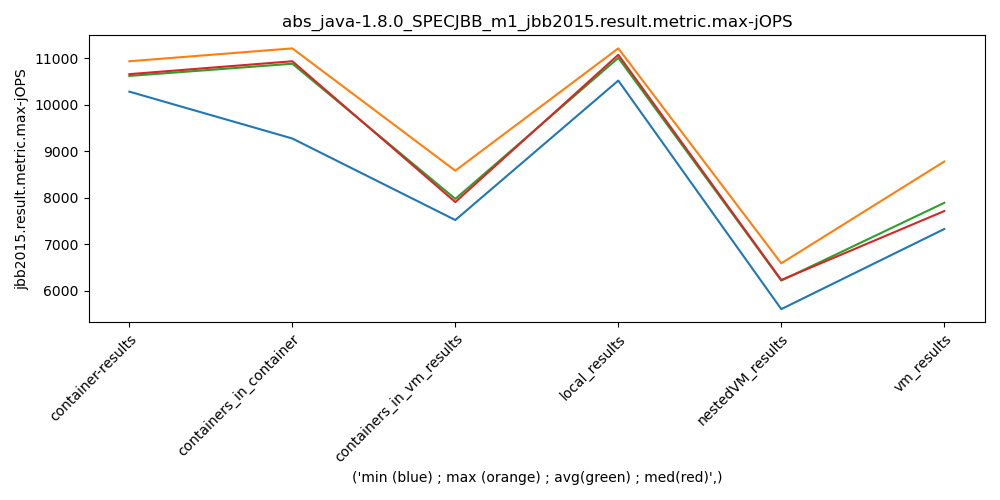 abs_java-1.8.0_SPECJBB_m1_jbb2015.result.metric.max-jOPS
jbb2015.result.metric.max-jOPS
11000
10000
9000
8000
7000
6000
container-results
containers_in_container
containers_in_vm_results
local_results
nestedVM_results
vm_results
('min (blue) ; max (orange) ; avg(green) ; med(red)',)